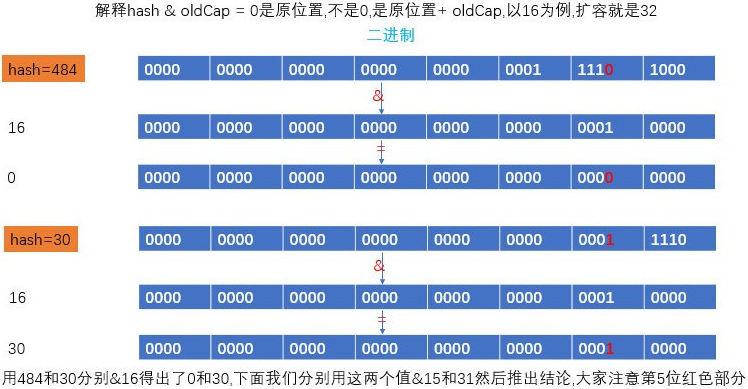 解释hash & oldCap = 0是原位置,不是0,是原位置+ oldCap,以16为例,扩容就是32
二进制
hash=484 0000 0000 0000 0000 0000 0001 1110 1000
&
16 0000 0000 0000 0000 0000 0000 0001 0000
=
0 0000 0000 0000 0000 0000 0000 0000 0000
hash=30 0000 0000 0000 0000 0000 0000 0001 1110
&
16 0000 0000 0000 0000 0000 0000 0001 0000
=
30 0000 0000 0000 0000 0000 0000 0001 0000
用484和30分别&16得出了0和30,下面我们分别用这两个值&15和31然后推出结论,大家注意第5位红色部分